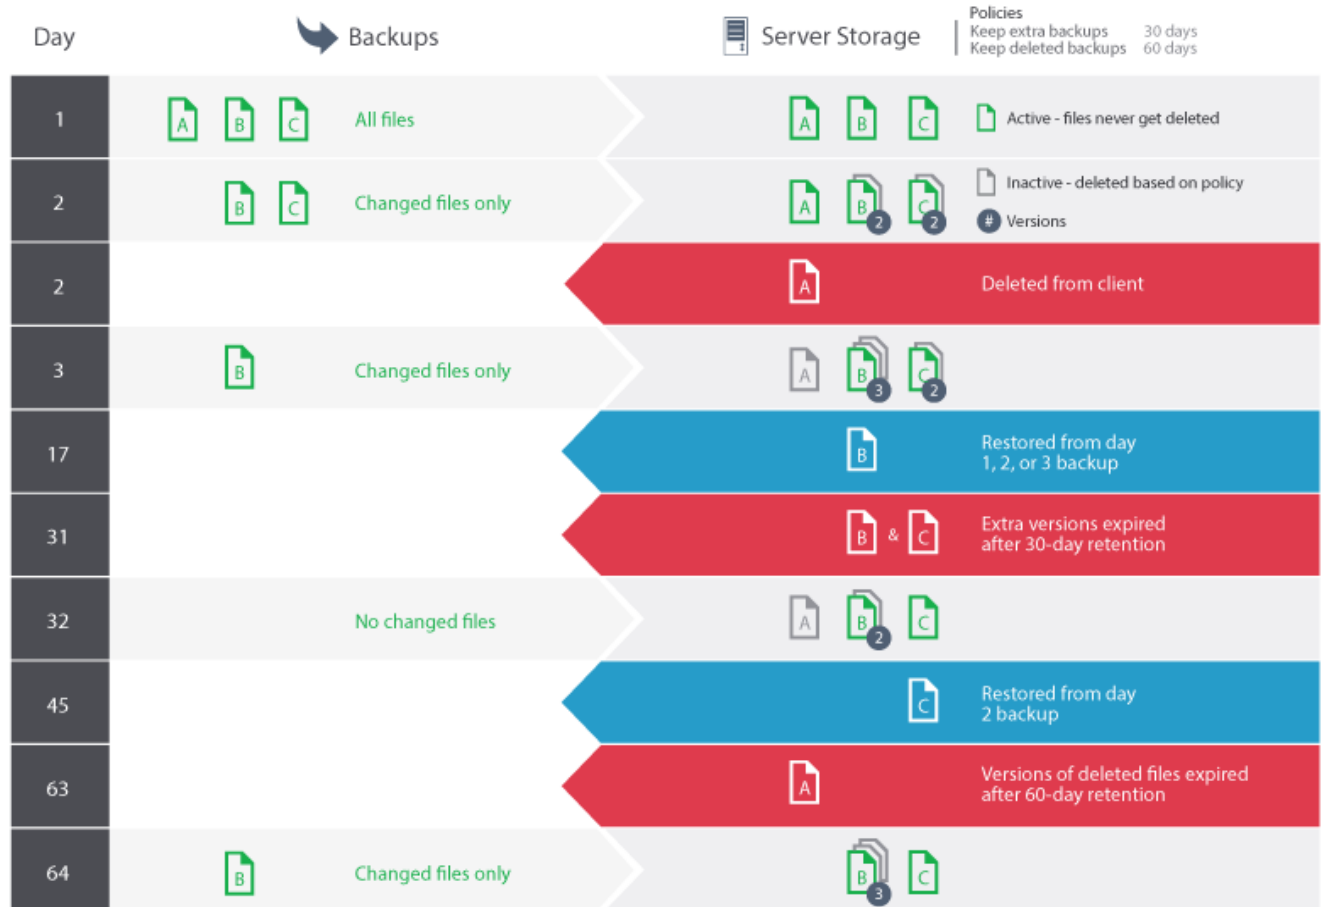 Day
Backups
Server Storage
Policies
Keep extra backups 30 days
Keep deleted backups 60 days
1
A B C
All files
A B C
Active - files never get deleted
2
B C
Changed files only
A B 2 C 2
Inactive - deleted based on policy
# Versions
2
A
Deleted from client
3
B
Changed files only
A B 3 C 2
17
B
Restored from day
1, 2, or 3 backup
31
B & C
Extra versions expired
after 30-day retention
32
No changed files
A B 2 C
45
C
Restored from day
2 backup
63
A
Versions of deleted files expired
after 60-day retention
64
B
Changed files only
B 3 C